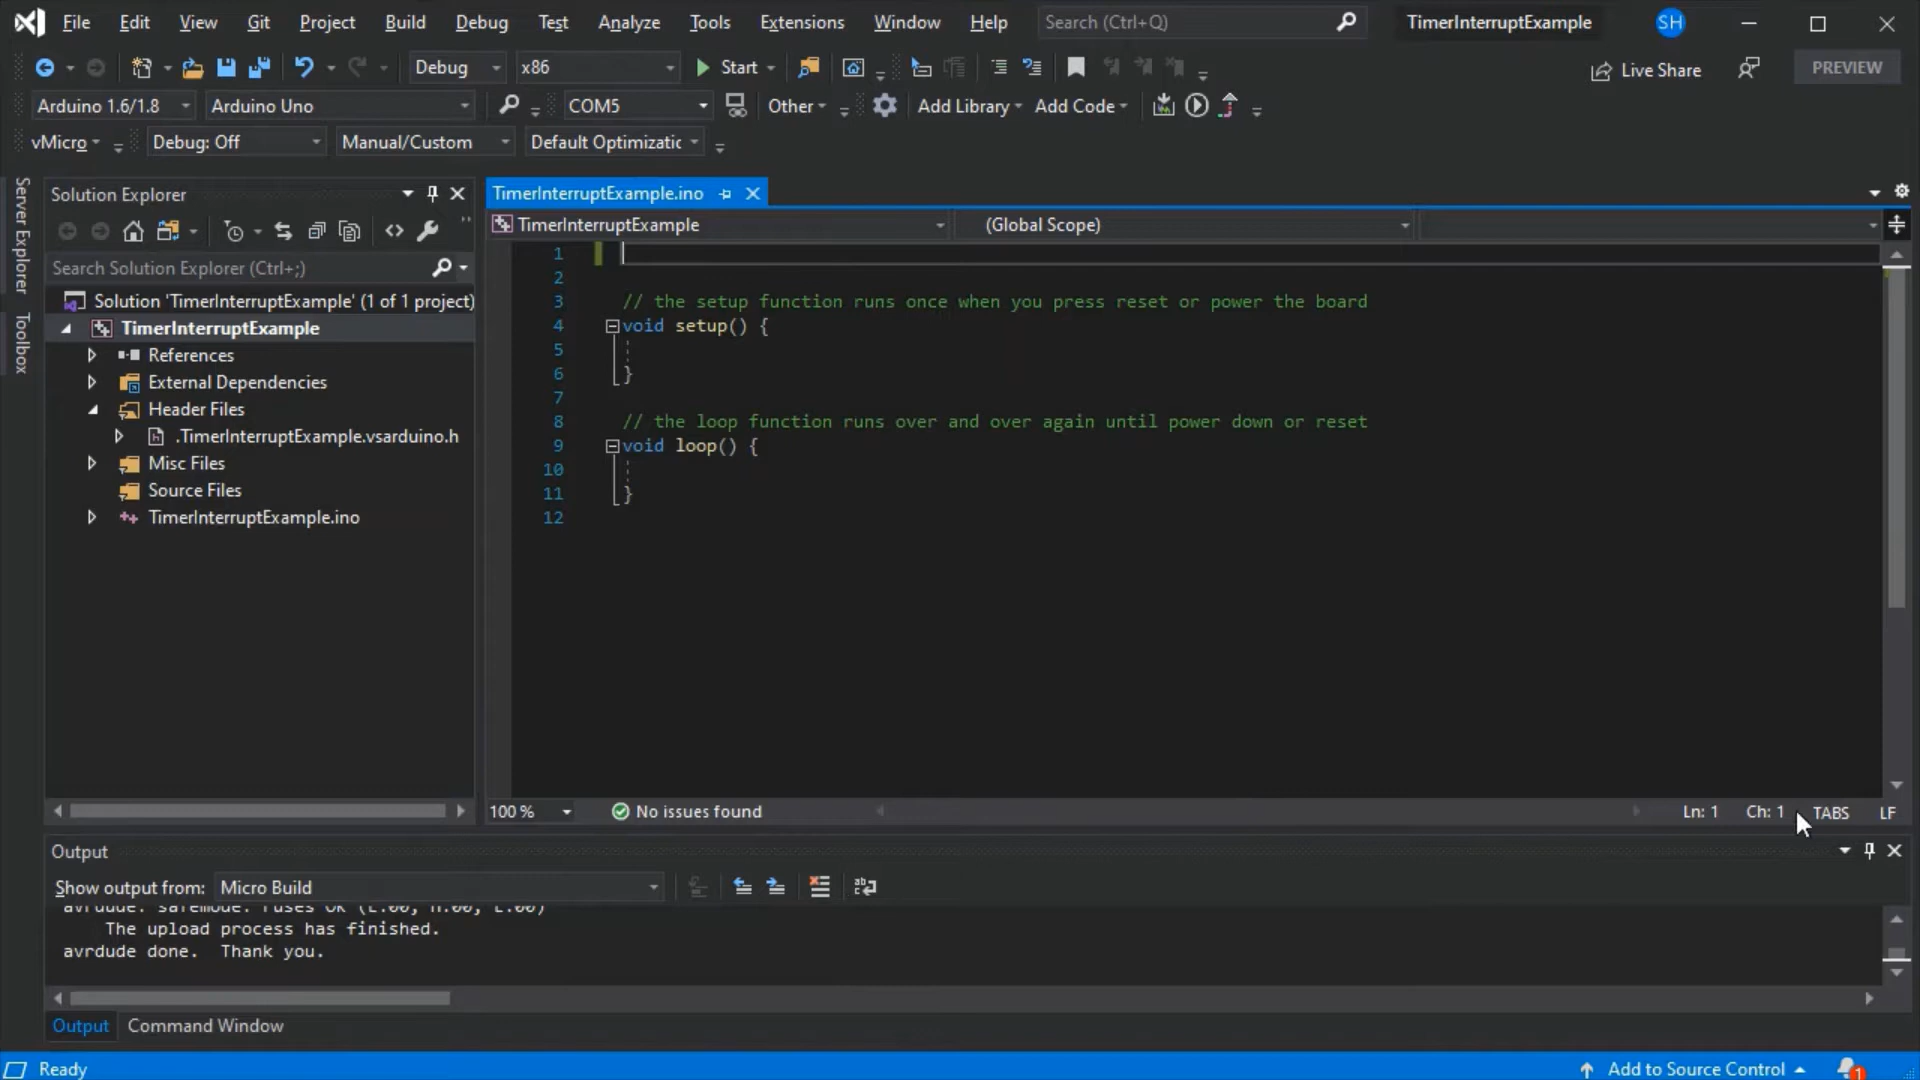 File Edit View Git Project Build Debug Test Analyze Tools Extensions Window Help Search (Ctrl+Q) TimerInterruptExample SH
Debug x86 Start Live Share PREVIEW
Arduino 1.6/1.8 Arduino Uno COM5 Other Add Library Add Code
vMicro Debug: Off Manual/Custom Default Optimizatic
Server Explorer
Toolbox
Solution Explorer
Search Solution Explorer (Ctrl+;)
Solution 'TimerInterruptExample' (1 of 1 project)
TimerInterruptExample
References
External Dependencies
Header Files
.TimerInterruptExample.vsarduino.h
Misc Files
Source Files
TimerInterruptExample.ino
TimerInterruptExample.ino
TimerInterruptExample (Global Scope)
1
2
3 // the setup function runs once when you press reset or power the board
4 void setup() {
5
6 }
7
8 // the loop function runs over and over again until power down or reset
9 void loop() {
10
11 }
12
100 % No issues found Ln: 1 Ch: 1 TABS LF
Output
Show output from: Micro Build
avrdude: safemode: Fuses OK (E:00, H:00, L:00)
The upload process has finished.
avrdude done. Thank you.
Output Command Window
Ready Add to Source Control 1